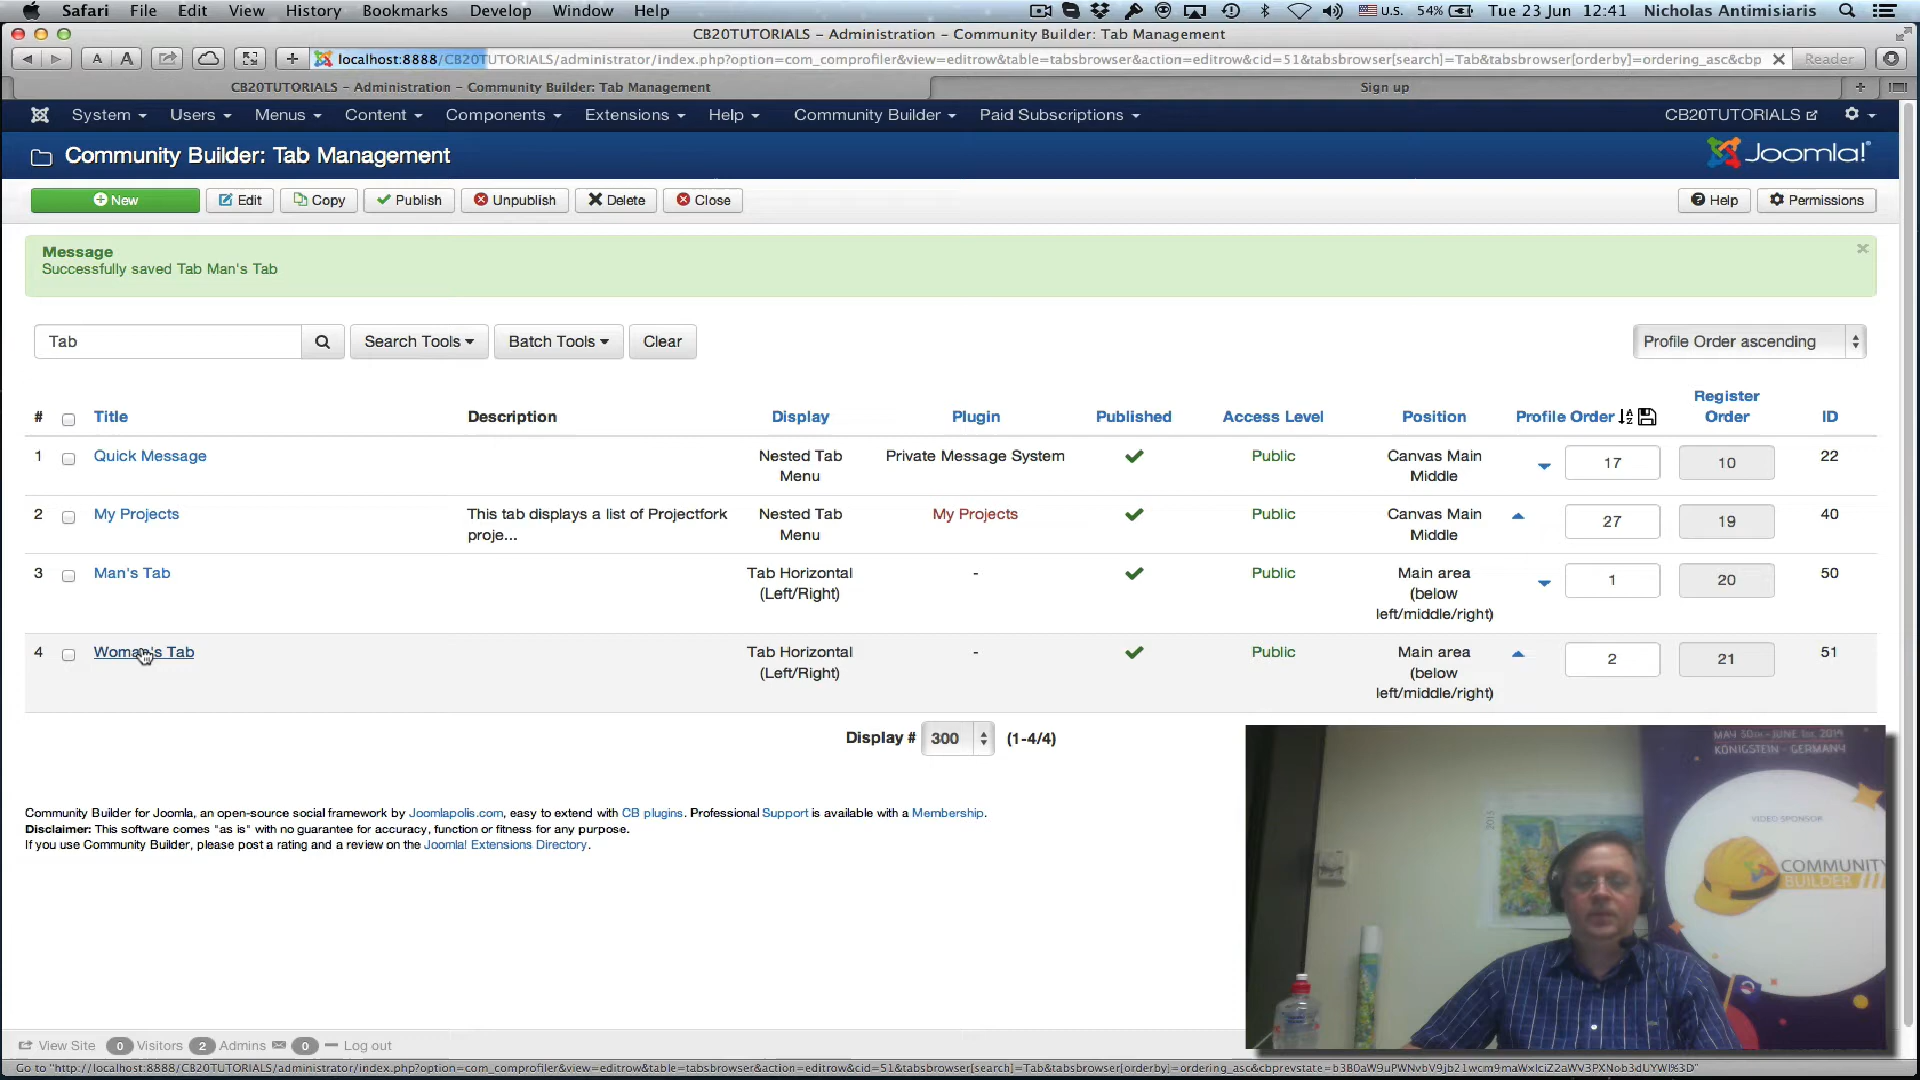 Safari File Edit View History Bookmarks Develop Window Help U.S. 54% Tue 23 Jun 12:41 Nicholas Antimisiaris
CB20TUTORIALS - Administration - Community Builder: Tab Management
A A + localhost:8888/CB20TUTORIALS/administrator/index.php?option=com_comprofiler&view=editrow&table=tabsbrowser&action=editrow&cid=51&tabsbrowser[search]=Tab&tabsbrowser[orderby]=ordering_asc&cbp Reader
CB20TUTORIALS - Administration - Community Builder: Tab Management Sign up +
System Users Menus Content Components Extensions Help Community Builder Paid Subscriptions CB20TUTORIALS
Community Builder: Tab Management Joomla!®
New Edit Copy Publish Unpublish Delete Close Help Permissions
Message
Successfully saved Tab Man's Tab
Tab Search Tools Batch Tools Clear Profile Order ascending
# Title Description Display Plugin Published Access Level Position Profile Order Register Order ID
1 Quick Message Nested Tab Menu Private Message System Public Canvas Main Middle 17 10 22
2 My Projects This tab displays a list of Projectfork proje... Nested Tab Menu My Projects Public Canvas Main Middle 27 19 40
3 Man's Tab Tab Horizontal (Left/Right) - Public Main area (below left/middle/right) 1 20 50
4 Woman's Tab Tab Horizontal (Left/Right) - Public Main area (below left/middle/right) 2 21 51
Display # 300 (1-4/4)
MAY 30TH - JUNE 1ST, 2014
KÖNIGSTEIN - GERMANY
2013
VIDEO SPONSOR
COMMUNITY
BUILDER
Community Builder for Joomla, an open-source social framework by Joomlapolis.com, easy to extend with CB plugins. Professional Support is available with a Membership.
Disclaimer: This software comes "as is" with no guarantee for accuracy, function or fitness for any purpose.
If you use Community Builder, please post a rating and a review on the Joomla! Extensions Directory.
View Site 0 Visitors 2 Admins 0 Log out